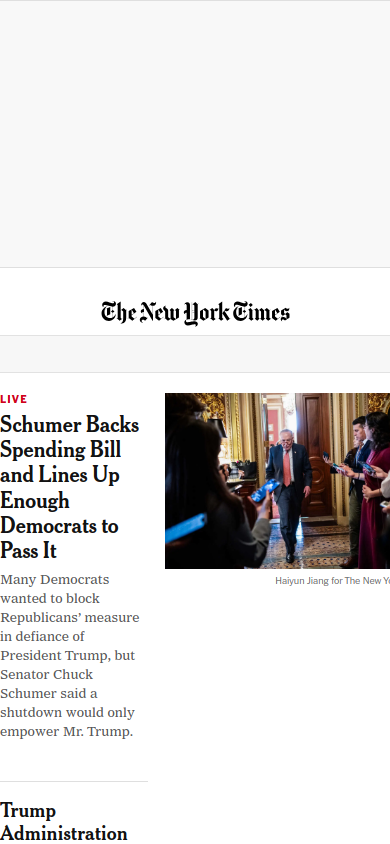 The New York Times
LIVE
Schumer Backs
Spending Bill
and Lines Up
Enough
Democrats to
Pass It
Many Democrats
wanted to block
Republicans’ measure
in defiance of
President Trump, but
Senator Chuck
Schumer said a
shutdown would only
empower Mr. Trump.
Haiyun Jiang for The New Yo
Trump
Administration